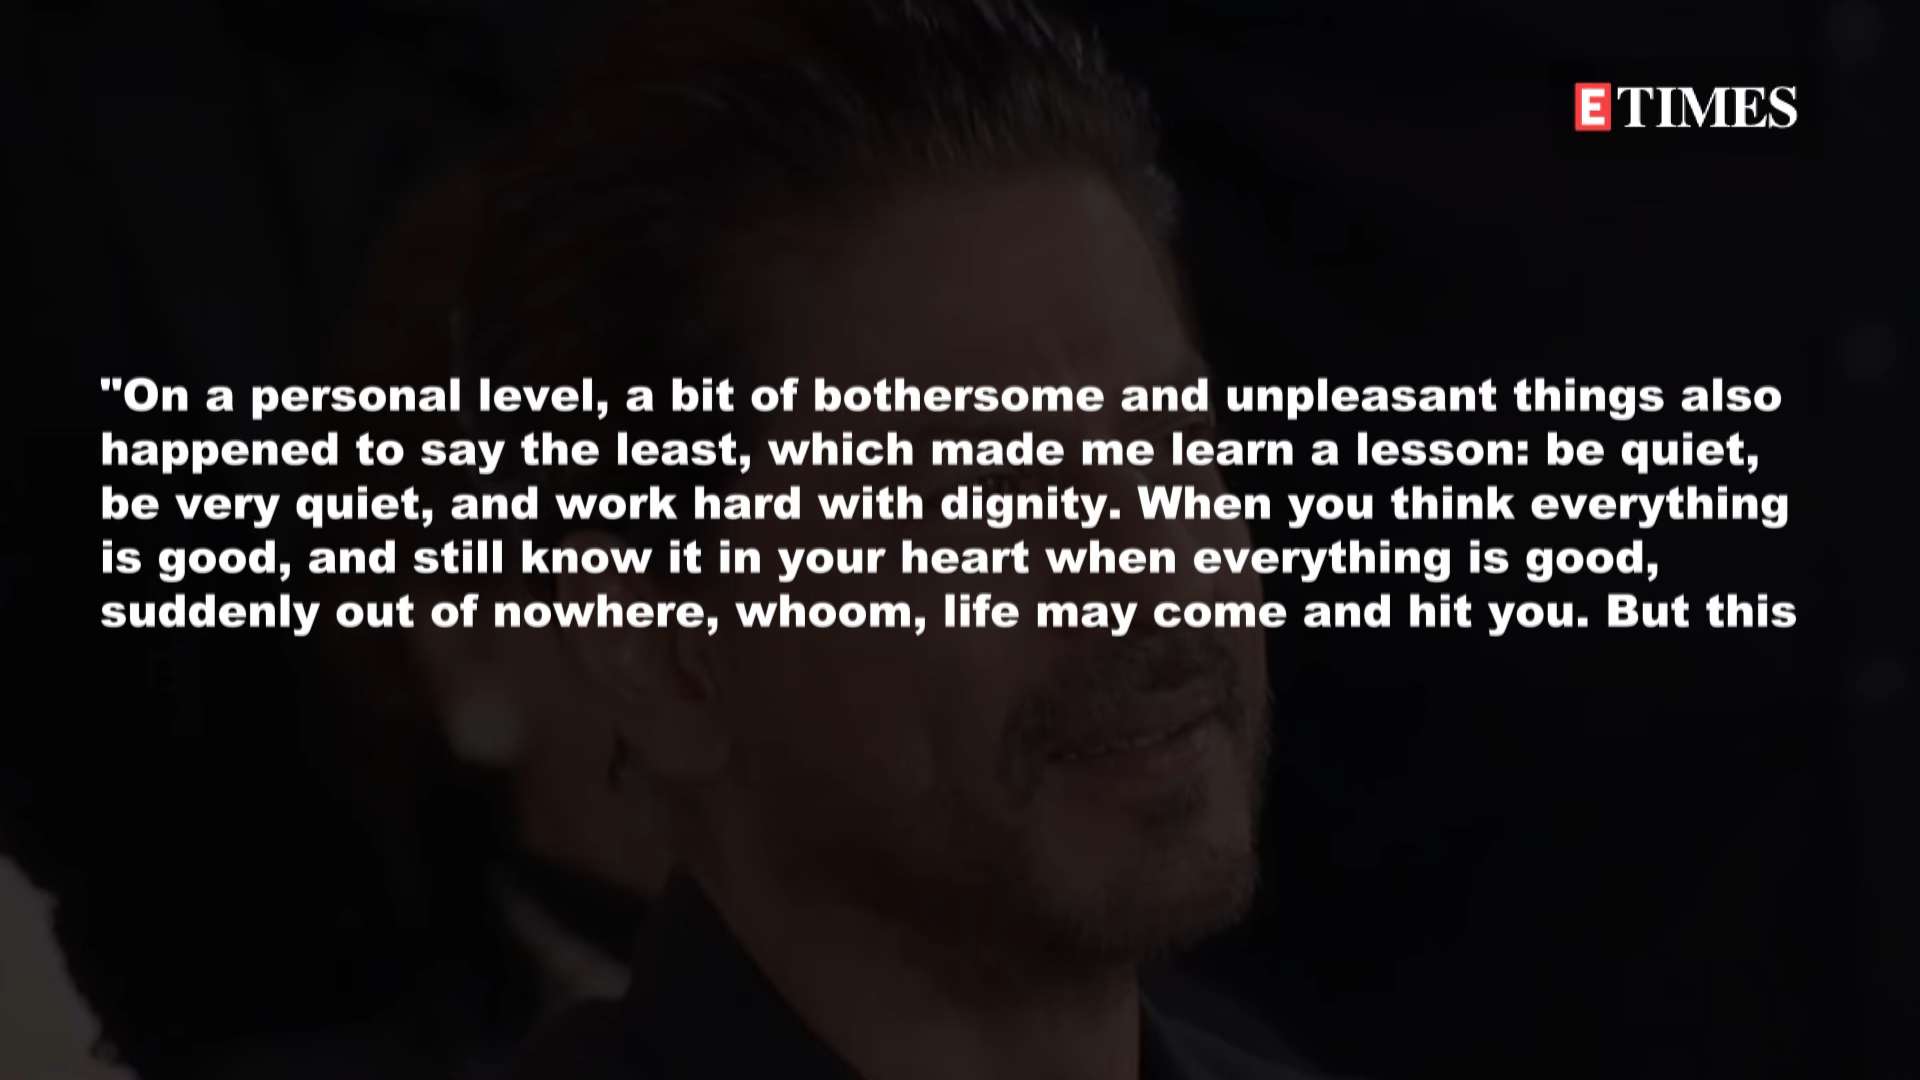 E TIMES
"On a personal level, a bit of bothersome and unpleasant things also
happened to say the least, which made me learn a lesson: be quiet,
be very quiet, and work hard with dignity. When you think everything
is good, and still know it in your heart when everything is good,
suddenly out of nowhere, whoom, life may come and hit you. But this